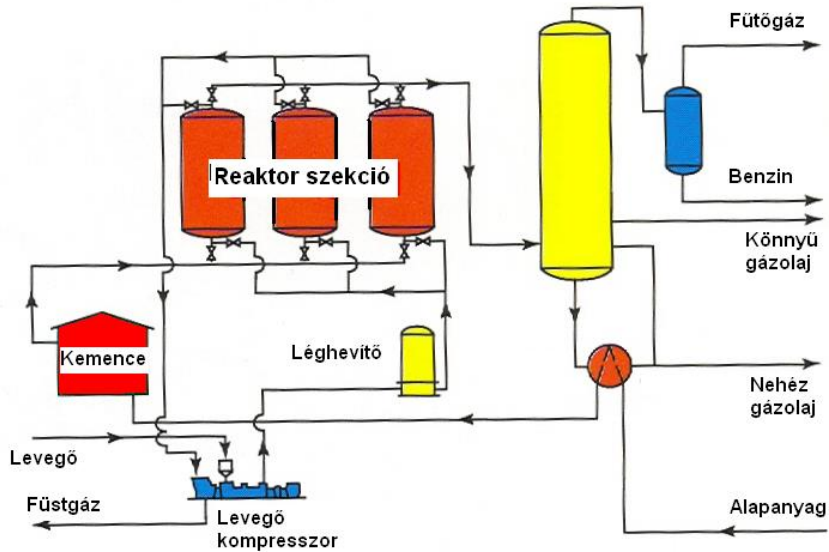 Fűtőgáz
Reaktor szekció
Benzin
Könnyű
gázolaj
Kemence
Léghevítő
Nehéz
gázolaj
Levegő
Füstgáz
Levegő
kompresszor
Alapanyag